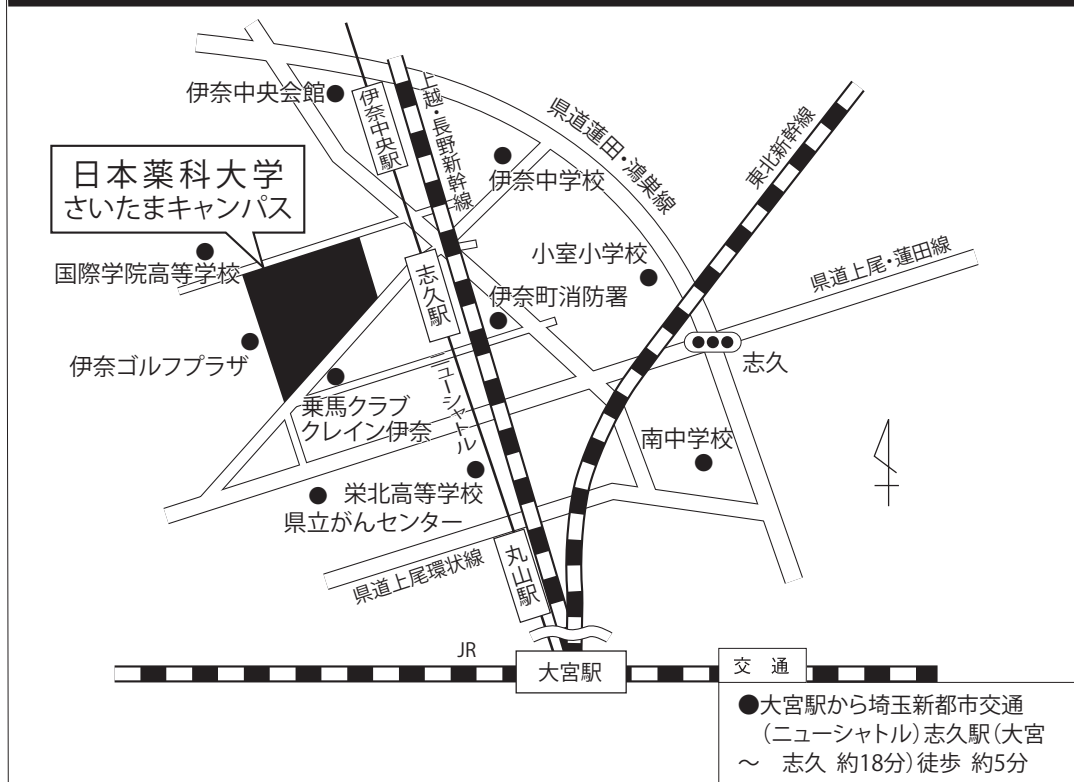 伊奈中央会館
伊奈中央駅
上越・長野新幹線
県道蓮田・鴻巣線
東北新幹線
伊奈中学校
日本薬科大学
さいたまキャンパス
国際学院高等学校
志久駅
小室小学校
県道上尾・蓮田線
伊奈町消防署
伊奈ゴルフプラザ
志久
乗馬クラブ
クレイン伊奈
ニューシャトル
南中学校
栄北高等学校
県立がんセンター
丸山駅
県道上尾環状線
JR
大宮駅
交 通
●大宮駅から埼玉新都市交通
(ニューシャトル)志久駅(大宮
～ 志久 約18分)徒歩 約5分